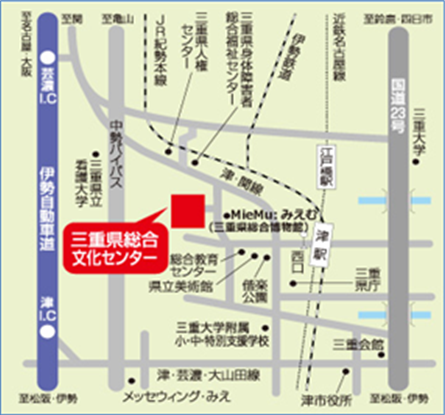 至名古屋・大阪
至関
至亀山
至鈴鹿・四日市
芸濃
I.C
JR紀勢本線
三重県人権
センター
三重県身体障害者
総合福祉センター
伊勢鉄道
近鉄名古屋線
国道23号
三重大学
中勢バイパス
三重県立
看護大学
江戸橋駅
伊勢自動車道
津・関線
三重県総合
文化センター
MieMu:みえむ
(三重県総合博物館)
津駅
西口
総合教育
センター
県立美術館
偕楽
公園
三重
県庁
津
I.C
三重大学附属
小・中・特別支援学校
三重会館
津・芸濃・大山田線
至松阪・伊勢
メッセウィング・みえ
津市役所
至松阪・伊勢